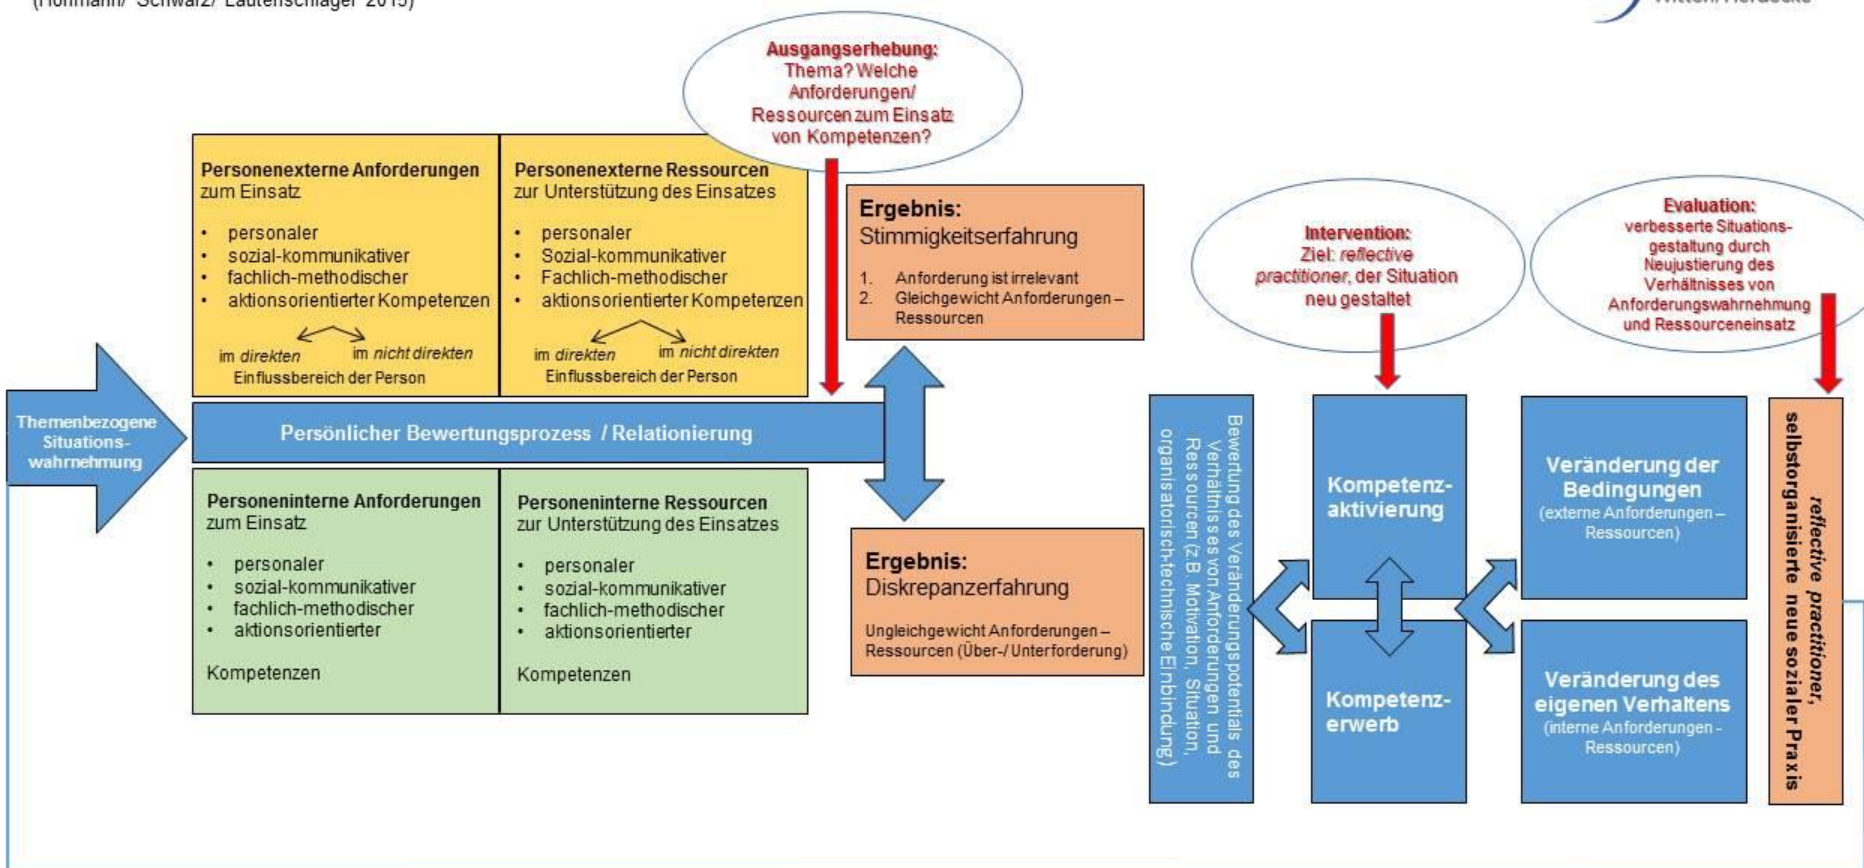 (Hoffmann/ Schwarz/ Lautenschläger 2015)
Witten/Herdecke
Ausgangserhebung:
Thema? Welche
Anforderungen/
Ressourcen zum Einsatz
von Kompetenzen?
Personenexterne Anforderungen
zum Einsatz
• personaler
• sozial-kommunikativer
• fachlich-methodischer
• aktionsorientierter Kompetenzen
im direkten im nicht direkten
Einflussbereich der Person
Personenexterne Ressourcen
zur Unterstützung des Einsatzes
• personaler
• Sozial-kommunikativer
• Fachlich-methodischer
• aktionsorientierter Kompetenzen
im direkten im nicht direkten
Einflussbereich der Person
Themenbezogene
Situations-
wahrnehmung
Persönlicher Bewertungsprozess / Relationierung
Personeninterne Anforderungen
zum Einsatz
• personaler
• sozial-kommunikativer
• fachlich-methodischer
• aktionsorientierter
Kompetenzen
Personeninterne Ressourcen
zur Unterstützung des Einsatzes
• personaler
• sozial-kommunikativer
• fachlich-methodischer
• aktionsorientierter
Kompetenzen
Ergebnis:
Stimmigkeitserfahrung
1. Anforderung ist irrelevant
2. Gleichgewicht Anforderungen –
Ressourcen
Ergebnis:
Diskrepanzerfahrung
Ungleichgewicht Anforderungen –
Ressourcen (Über-/ Unterforderung)
Bewertung des Veränderungspotentials des
Verhältnisses von Anforderungen und
Ressourcen (z.B. Motivation, Situation,
organisatorisch-technische Einbindung)
Intervention:
Ziel: reflective
practitioner, der Situation
neu gestaltet
Kompetenz-
aktivierung
Kompetenz-
erwerb
Veränderung der
Bedingungen
(externe Anforderungen –
Ressourcen)
Veränderung des
eigenen Verhaltens
(interne Anforderungen -
Ressourcen)
Evaluation:
verbesserte Situations-
gestaltung durch
Neujustierung des
Verhältnisses von
Anforderungswahrnehmung
und Ressourceneinsatz
reflective practitioner,
selbstorganisierte neue sozialer Praxis